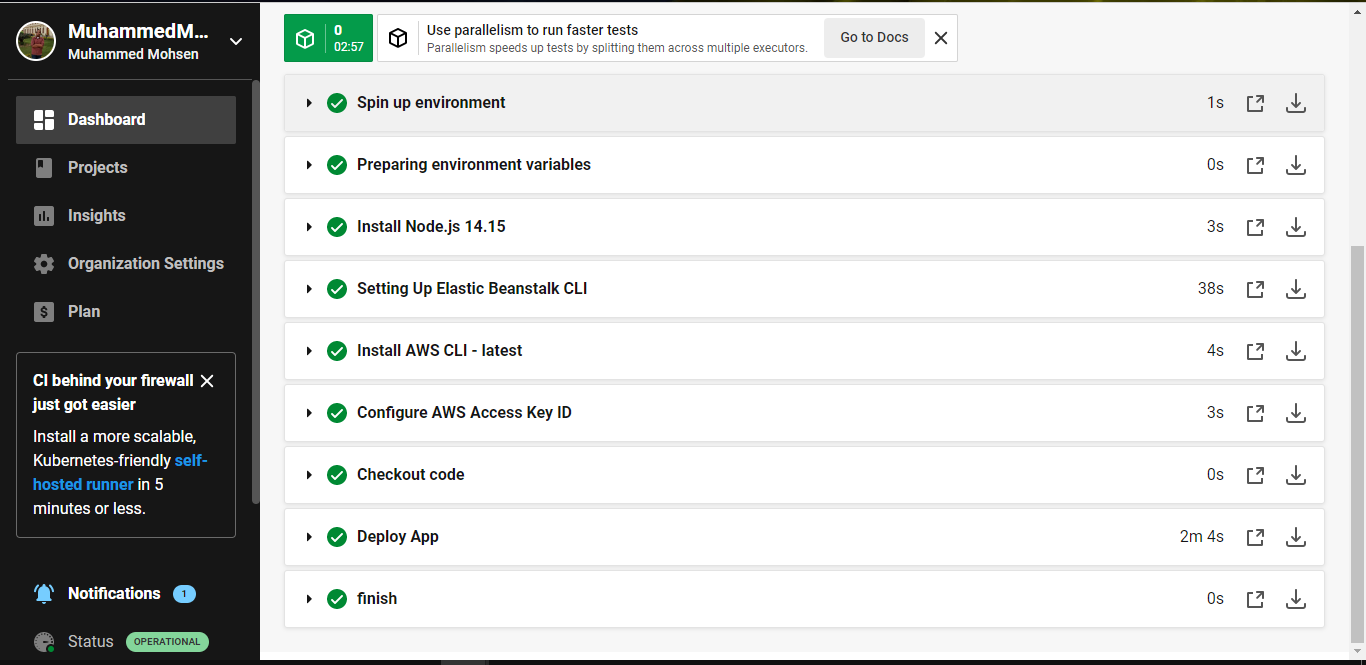 MuhammedM...
Muhammed Mohsen
Dashboard
Projects
Insights
Organization Settings
Plan
CI behind your firewall
just got easier
Install a more scalable,
Kubernetes-friendly self-
hosted runner in 5
minutes or less.
Notifications 1
Status OPERATIONAL
0
02:57
Use parallelism to run faster tests
Parallelism speeds up tests by splitting them across multiple executors.
Go to Docs
Spin up environment 1s
Preparing environment variables 0s
Install Node.js 14.15 3s
Setting Up Elastic Beanstalk CLI 38s
Install AWS CLI - latest 4s
Configure AWS Access Key ID 3s
Checkout code 0s
Deploy App 2m 4s
finish 0s